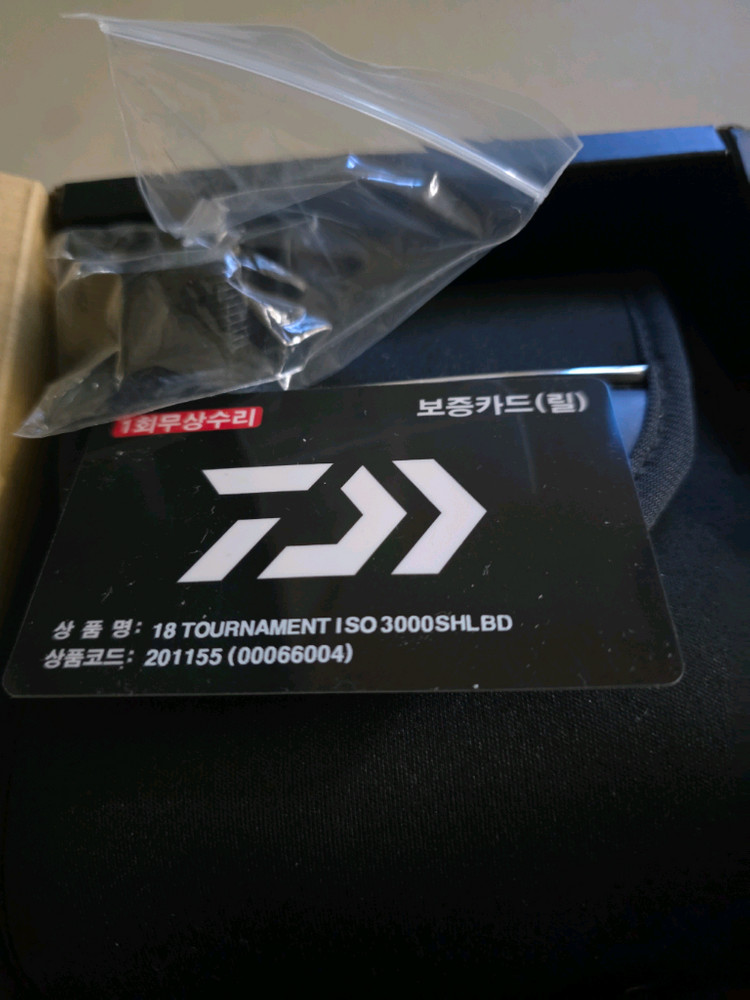 1회무상수리
보증카드(릴)
상 품 명: 18 TOURNAMENT ISO 3000SHLBD
상품코드: 201155 (00066004)